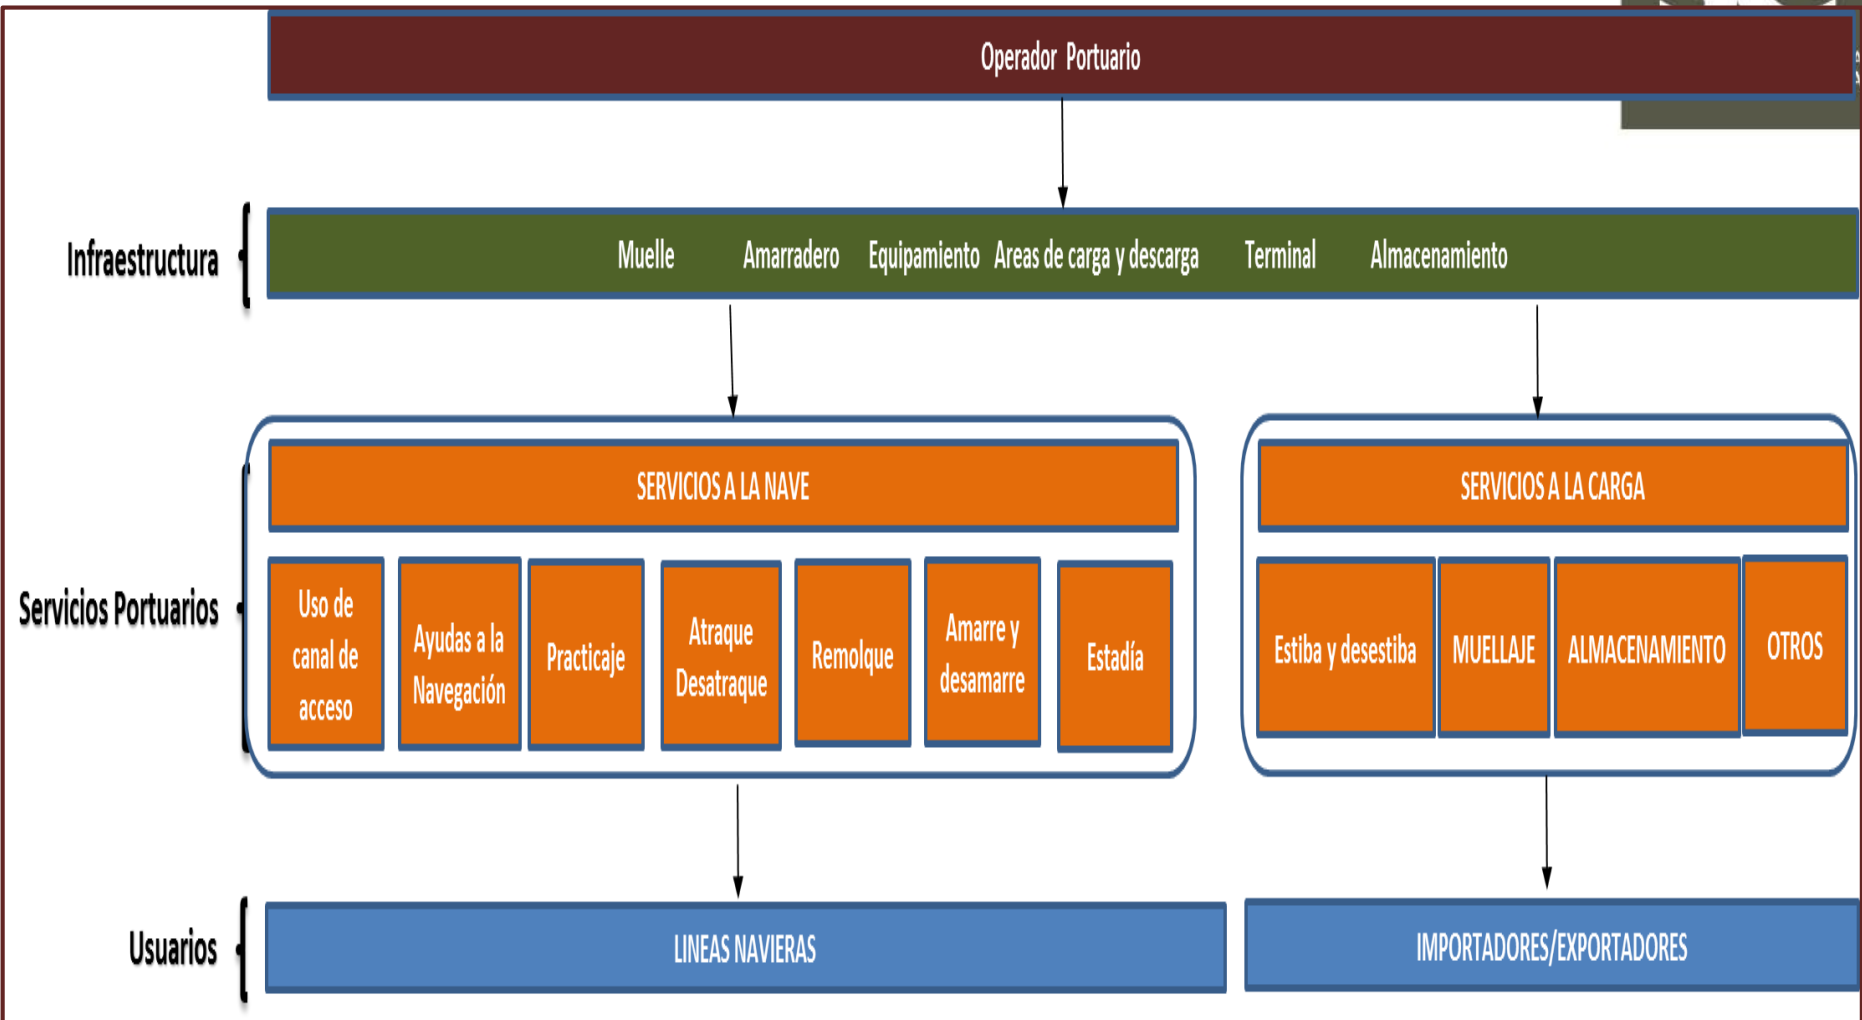 Operador Portuario
Infraestructura
Muelle Amarradero Equipamiento Areas de carga y descarga Terminal Almacenamiento
Servicios Portuarios
SERVICIOS A LA NAVE
Uso de
canal de
acceso
Ayudas a la
Navegación
Practicaje
Atraque
Desatraque
Remolque
Amarre y
desamarre
Estadía
SERVICIOS A LA CARGA
Estiba y desestiba
MUELLAJE
ALMACENAMIENTO
OTROS
Usuarios
LINEAS NAVIERAS
IMPORTADORES/EXPORTADORES